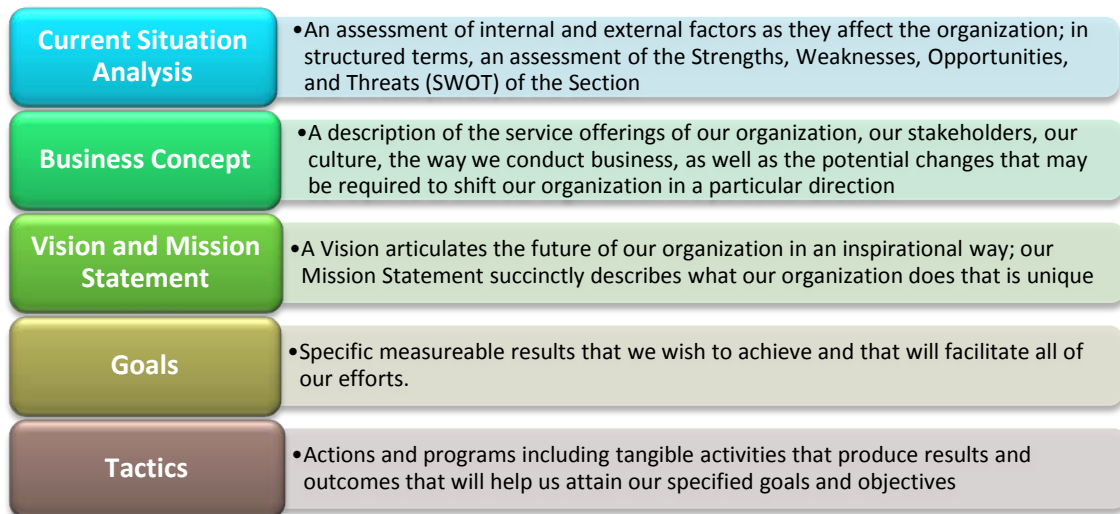 Current Situation
Analysis
•An assessment of internal and external factors as they affect the organization; in
structured terms, an assessment of the Strengths, Weaknesses, Opportunities,
and Threats (SWOT) of the Section
Business Concept
•A description of the service offerings of our organization, our stakeholders, our
culture, the way we conduct business, as well as the potential changes that may
be required to shift our organization in a particular direction
Vision and Mission
Statement
•A Vision articulates the future of our organization in an inspirational way; our
Mission Statement succinctly describes what our organization does that is unique
Goals
•Specific measureable results that we wish to achieve and that will facilitate all of
our efforts.
Tactics
•Actions and programs including tangible activities that produce results and
outcomes that will help us attain our specified goals and objectives